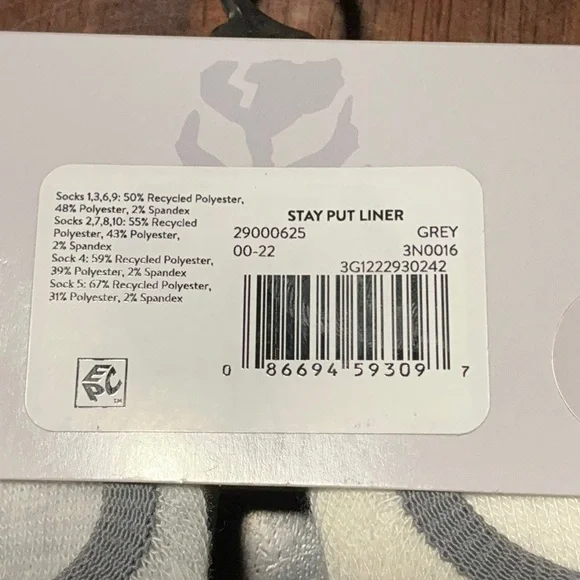 Socks 1,3,6,9: 50% Recycled Polyester,
48% Polyester, 2% Spandex
Socks 2,7,8,10: 55% Recycled
Polyester, 43% Polyester,
2% Spandex
Sock 4: 59% Recycled Polyester,
39% Polyester, 2% Spandex
Sock 5: 67% Recycled Polyester,
31% Polyester, 2% Spandex
EPC
TM
STAY PUT LINER
29000625 GREY
00-22 3N0016
3G1222930242
0 86694 59309 7